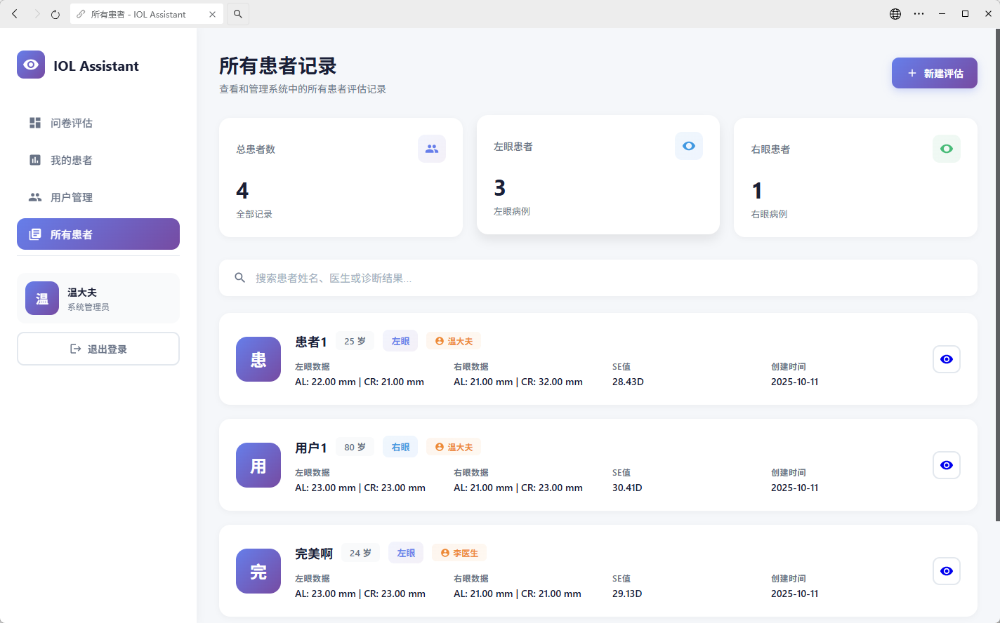 所有患者 - IOL Assistant
IOL Assistant
问卷评估
我的患者
用户管理
所有患者
温
温大夫
系统管理员
退出登录
所有患者记录
查看和管理系统中的所有患者评估记录
新建评估
总患者数
4
全部记录
左眼患者
3
左眼病例
右眼患者
1
右眼病例
搜索患者姓名、医生或诊断结果...
患
患者1 25 岁 左眼 温大夫
左眼数据 右眼数据 SE值 创建时间
AL: 22.00 mm | CR: 21.00 mm AL: 21.00 mm | CR: 32.00 mm 28.43D 2025-10-11
用
用户1 80 岁 右眼 温大夫
左眼数据 右眼数据 SE值 创建时间
AL: 23.00 mm | CR: 23.00 mm AL: 21.00 mm | CR: 23.00 mm 30.41D 2025-10-11
完
完美啊 24 岁 左眼 李医生
左眼数据 右眼数据 SE值 创建时间
AL: 23.00 mm | CR: 23.00 mm AL: 21.00 mm | CR: 21.00 mm 29.13D 2025-10-11